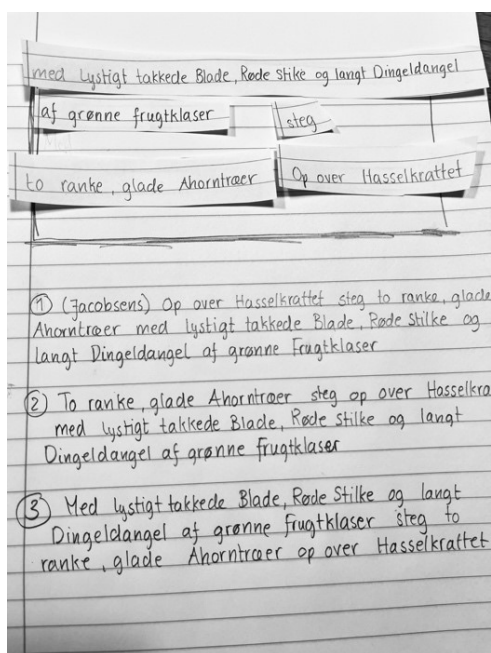 med lystigt takkede Blade, Røde Stike og langt Dingeldangel
af grønne frugtklaser steg
to ranke, glade Ahorntræer Op over Hasselkrattet
① (Jacobsens) Op over Hasselkrattet steg to ranke, glade
Ahorntræer med lystigt takkede Blade, Røde Stilke og
langt Dingeldangel af grønne Frugtklaser
② To ranke, glade Ahorntræer steg op over Hasselkra
med lystigt takkede Blade, Røde Stilke og langt
Dingeldangel af grønne frugtklaser
③ Med lystigt takkede Blade, Røde Stilke og langt
Dingeldangel af grønne frugtklaser steg to
ranke, glade Ahorntræer op over Hasselkrattet